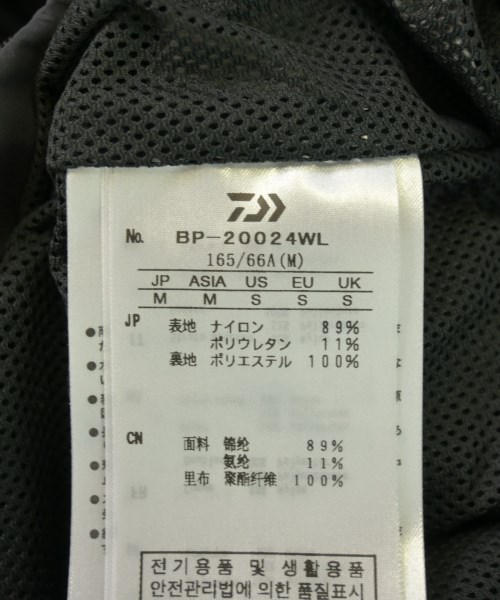 No. BP-20024WL
165/66A(M)
JP ASIA US EU UK
M M S S S
JP 表地 ナイロン 89%
ポリウレタン 11%
裏地 ポリエステル 100%
CN 面料 锦纶 89%
氨纶 11%
里布 聚酯纤维 100%
전기용품 및 생활용품
안전관리법에 의한 품질표시